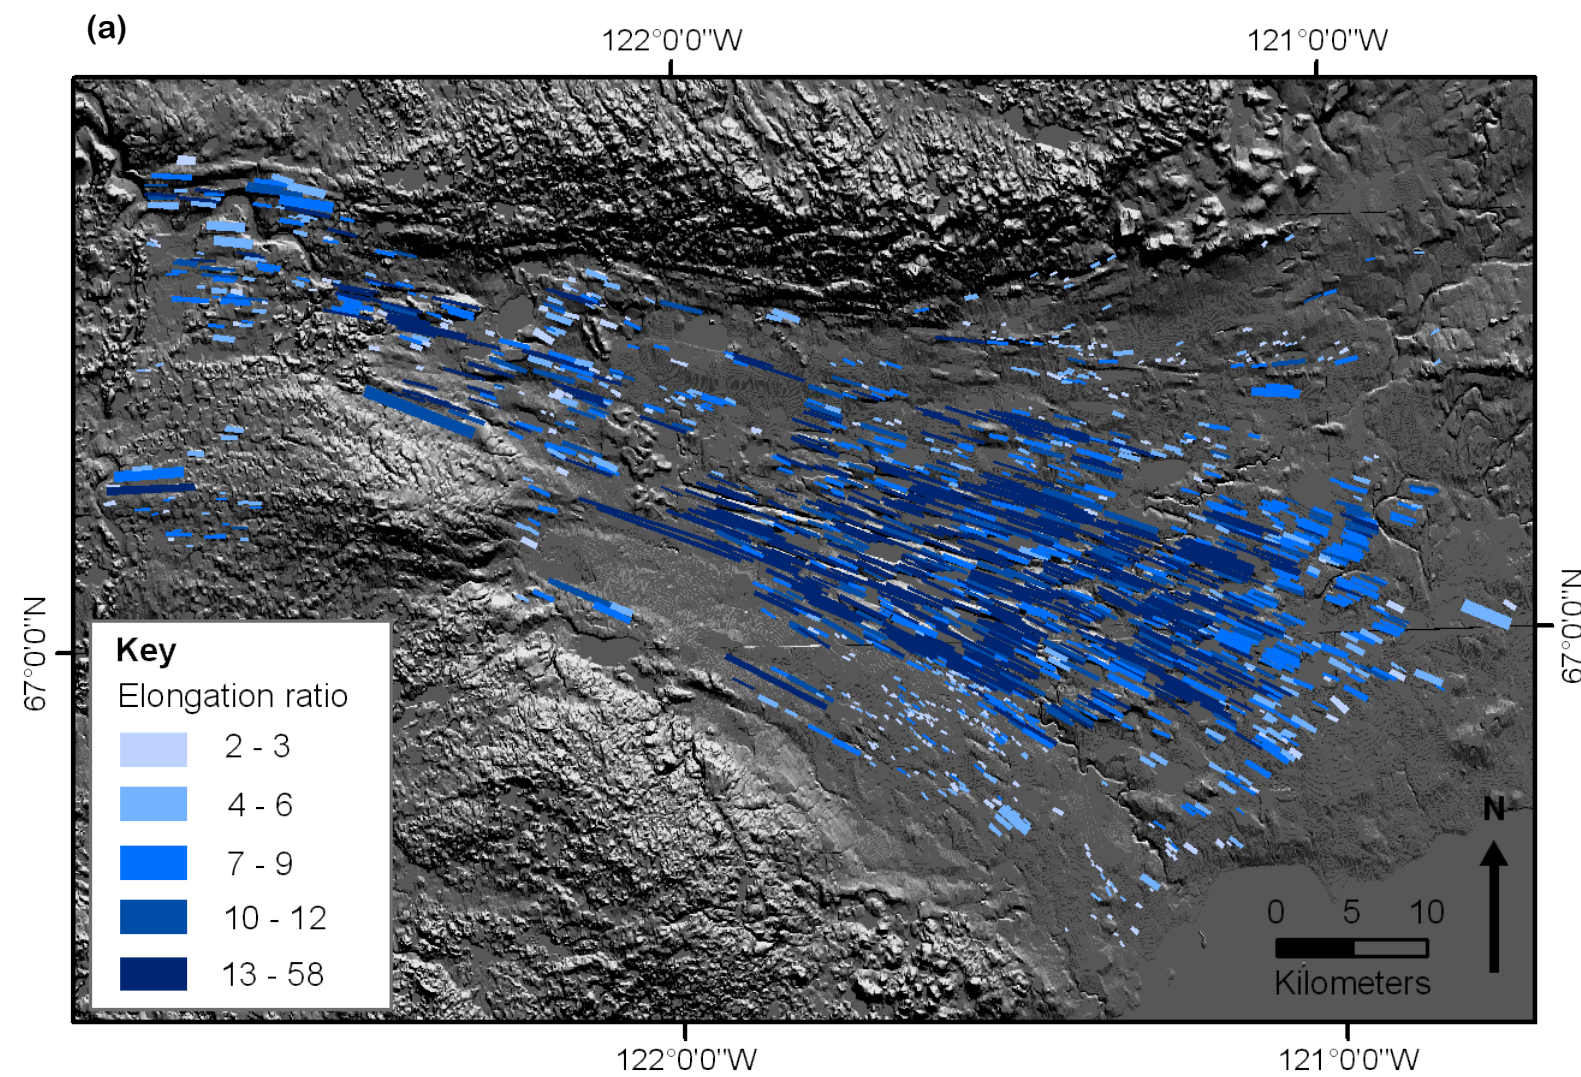 (a)
122°0'0"W
121°0'0"W
67°0'0"N
67°0'0"N
Key
Elongation ratio
2 - 3
4 - 6
7 - 9
10 - 12
13 - 58
N
0 5 10
Kilometers
122°0'0"W
121°0'0"W